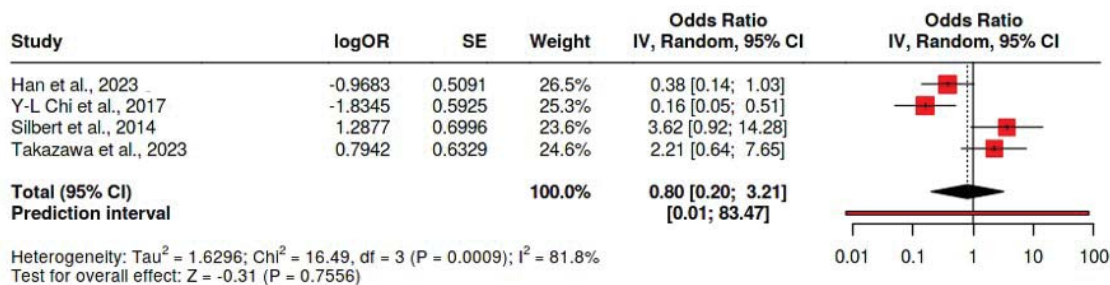 Odds Ratio Odds Ratio
Study logOR SE Weight IV, Random, 95% CI IV, Random, 95% CI
Han et al., 2023 -0.9683 0.5091 26.5% 0.38 [0.14; 1.03]
Y-L Chi et al., 2017 -1.8345 0.5925 25.3% 0.16 [0.05; 0.51]
Silbert et al., 2014 1.2877 0.6996 23.6% 3.62 [0.92; 14.28]
Takazawa et al., 2023 0.7942 0.6329 24.6% 2.21 [0.64; 7.65]
Total (95% CI) 100.0% 0.80 [0.20; 3.21]
Prediction interval [0.01; 83.47]
Heterogeneity: Tau² = 1.6296; Chi² = 16.49, df = 3 (P = 0.0009); I² = 81.8%
Test for overall effect: Z = -0.31 (P = 0.7556)
0.01 0.1 1 10 100